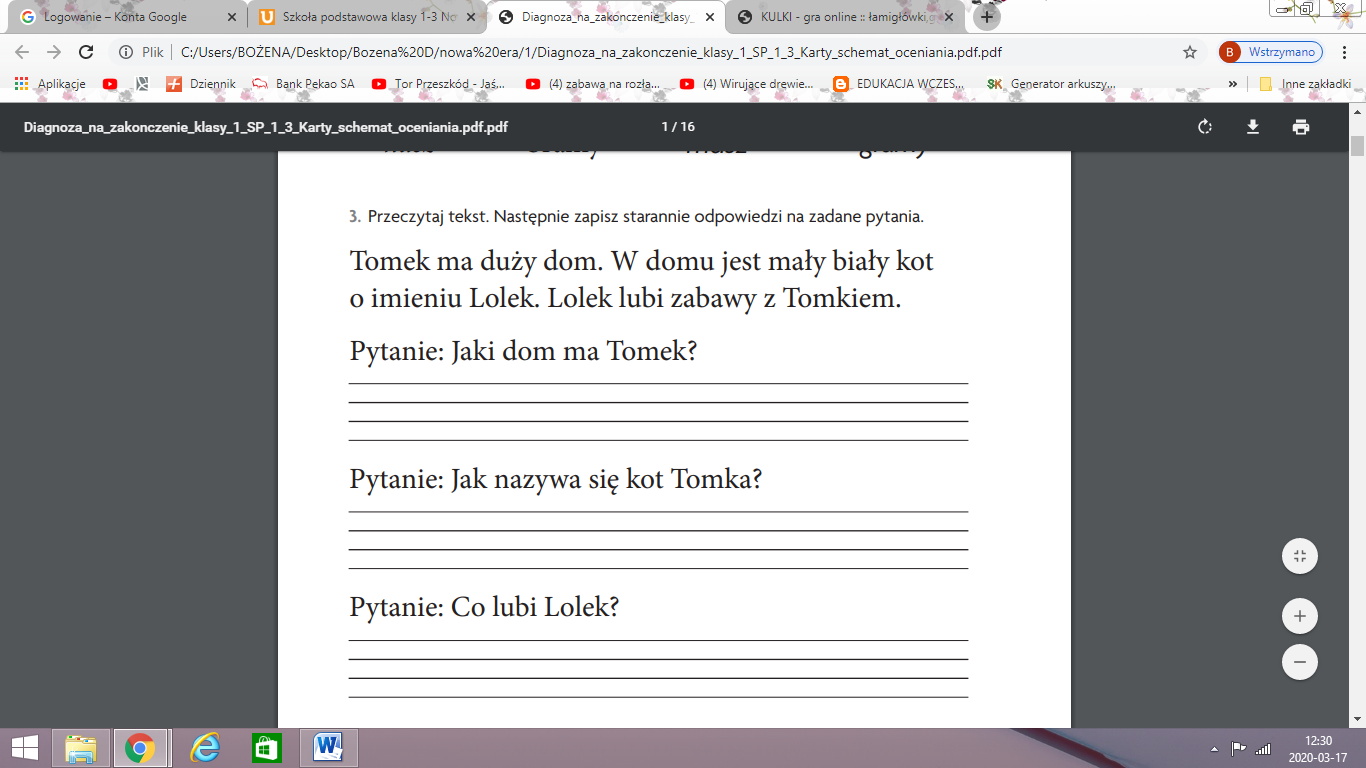 Logowanie – Konta Google
Szkoła podstawowa klasy 1-3 No
Diagnoza_na_zakonczenie_klasy_
KULKI - gra online :: łamigłówki,
Plik
C:/Users/BOŻENA/Desktop/Bozena%20D/nowa%20era/1/Diagnoza_na_zakonczenie_klasy_1_SP_1_3_Karty_schemat_oceniania.pdf.pdf
B Wstrzymano
Aplikacje
Dziennik
Bank Pekao SA
Tor Przeszkód - Jaś...
(4) zabawa na rozła...
(4) Wirujące drewie...
EDUKACJA WCZES...
SK Generator arkuszy...
»
Inne zakładki
Diagnoza_na_zakonczenie_klasy_1_SP_1_3_Karty_schemat_oceniania.pdf.pdf
1 / 16
3. Przeczytaj tekst. Następnie zapisz starannie odpowiedzi na zadane pytania.
Tomek ma duży dom. W domu jest mały biały kot
o imieniu Lolek. Lolek lubi zabawy z Tomkiem.
Pytanie: Jaki dom ma Tomek?
Pytanie: Jak nazywa się kot Tomka?
Pytanie: Co lubi Lolek?
12:30
2020-03-17